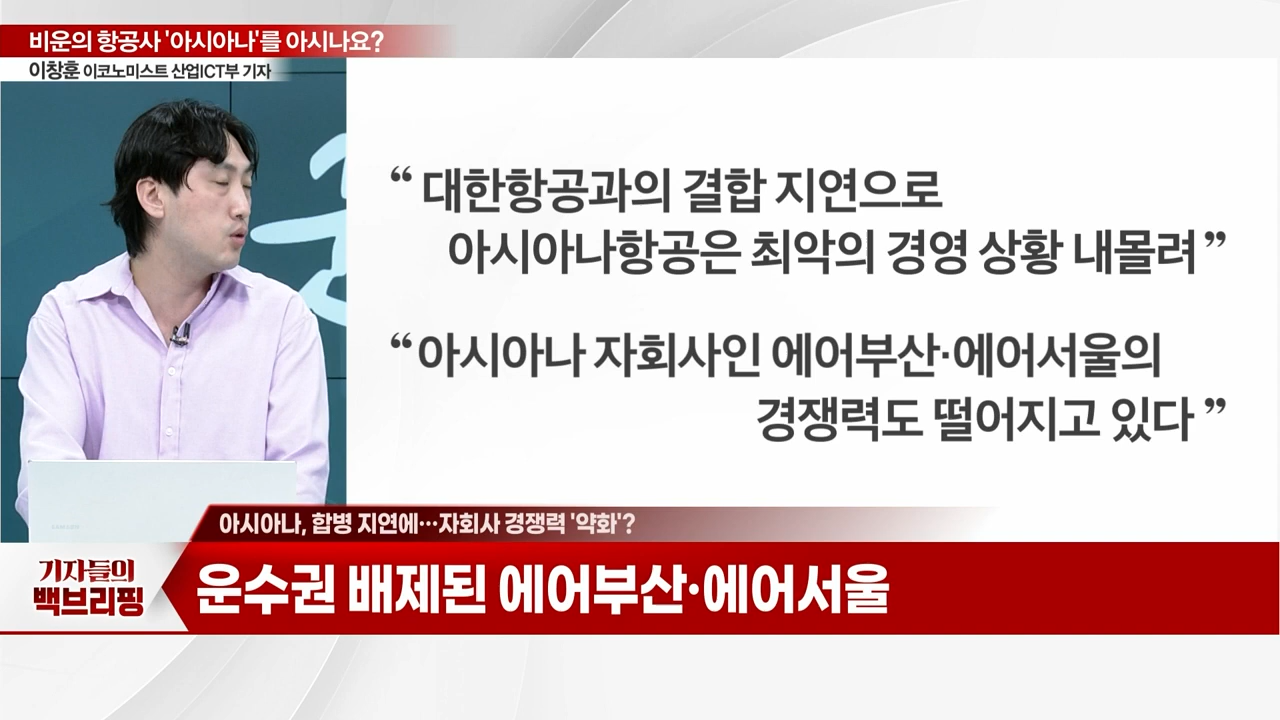 비운의 항공사 '아시아나'를 아시나요?
이창훈 이코노미스트 산업ICT부 기자
“ 대한항공과의 결합 지연으로
아시아나항공은 최악의 경영 상황 내몰려 ”
“ 아시아나 자회사인 에어부산·에어서울의
경쟁력도 떨어지고 있다 ”
SAMSUNG
아시아나, 합병 지연에…자회사 경쟁력 '약화'?
기자들의
백브리핑
운수권 배제된 에어부산·에어서울